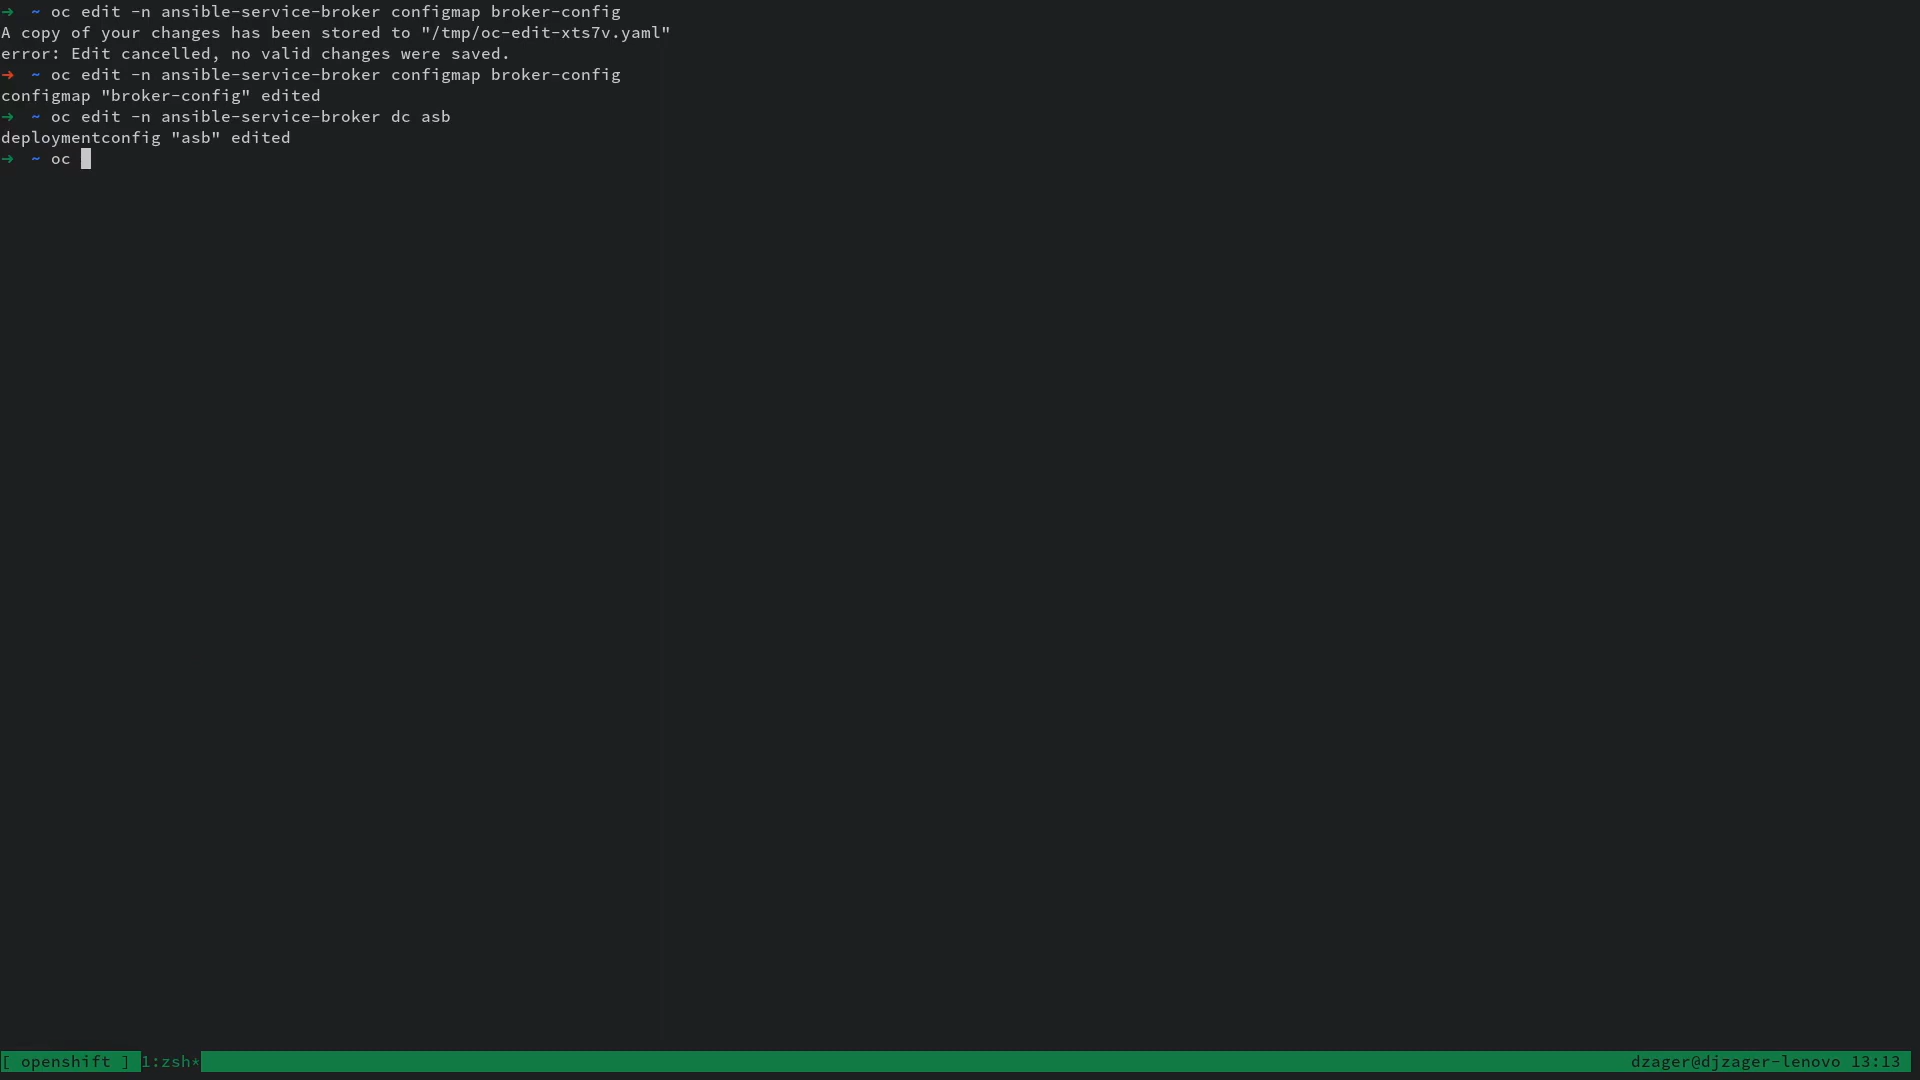 ➜  ~ oc edit -n ansible-service-broker configmap broker-config
A copy of your changes has been stored to "/tmp/oc-edit-xts7v.yaml"
error: Edit cancelled, no valid changes were saved.
➜  ~ oc edit -n ansible-service-broker configmap broker-config
configmap "broker-config" edited
➜  ~ oc edit -n ansible-service-broker dc asb
deploymentconfig "asb" edited
➜  ~ oc
[ openshift ] 1:zsh* dzager@djzager-lenovo 13:13